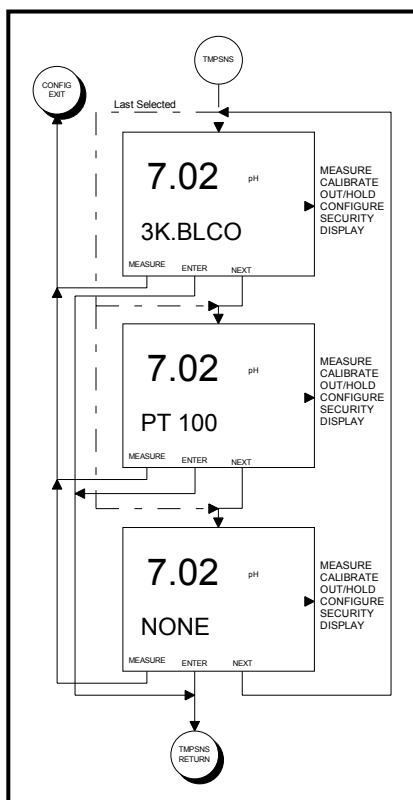 TMPSNS
CONFIG
EXIT
Last Selected
7.02 pH
3K.BLCO
MEASURE ENTER NEXT
MEASURE
CALIBRATE
OUT/HOLD
CONFIGURE
SECURITY
DISPLAY
7.02 pH
PT 100
MEASURE ENTER NEXT
MEASURE
CALIBRATE
OUT/HOLD
CONFIGURE
SECURITY
DISPLAY
7.02 pH
NONE
MEASURE ENTER NEXT
MEASURE
CALIBRATE
OUT/HOLD
CONFIGURE
SECURITY
DISPLAY
TMPSNS
RETURN